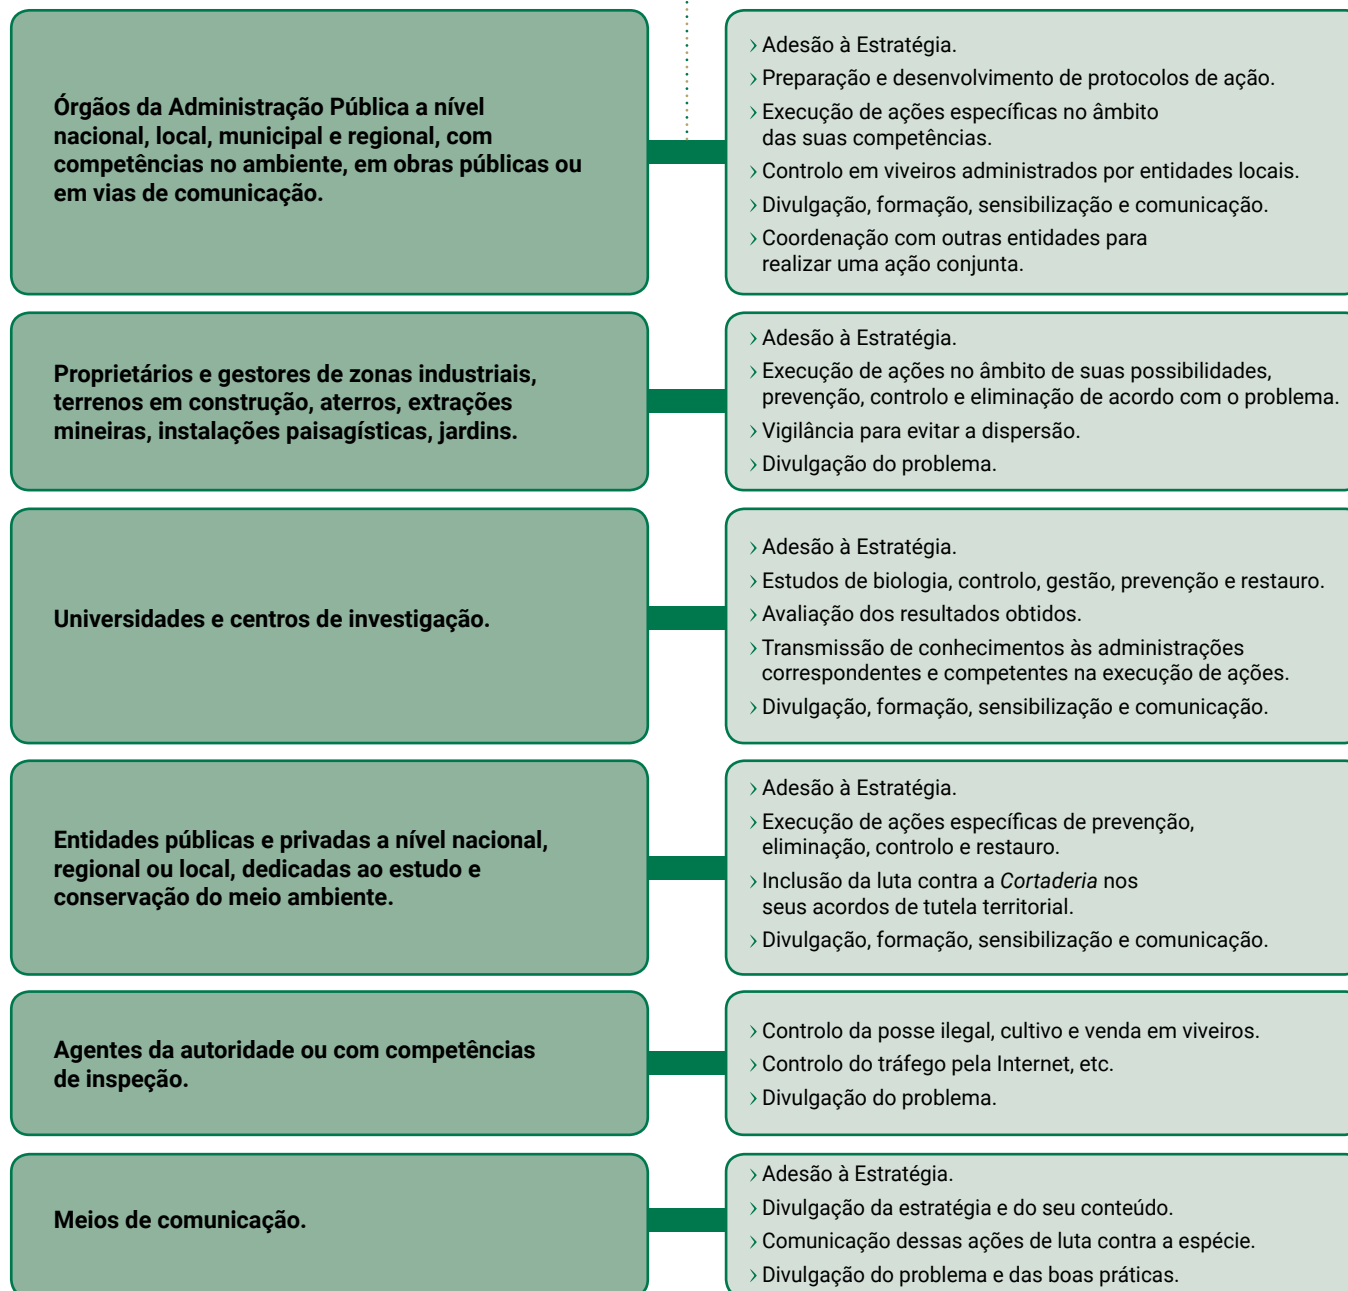 Órgãos da Administração Pública a nível
nacional, local, municipal e regional, com
competências no ambiente, em obras públicas ou
em vias de comunicação.
› Adesão à Estratégia.
› Preparação e desenvolvimento de protocolos de ação.
› Execução de ações específicas no âmbito
das suas competências.
› Controlo em viveiros administrados por entidades locais.
› Divulgação, formação, sensibilização e comunicação.
› Coordenação com outras entidades para
realizar uma ação conjunta.
Proprietários e gestores de zonas industriais,
terrenos em construção, aterros, extrações
mineiras, instalações paisagísticas, jardins.
› Adesão à Estratégia.
› Execução de ações no âmbito de suas possibilidades,
prevenção, controlo e eliminação de acordo com o problema.
› Vigilância para evitar a dispersão.
› Divulgação do problema.
Universidades e centros de investigação.
› Adesão à Estratégia.
› Estudos de biologia, controlo, gestão, prevenção e restauro.
› Avaliação dos resultados obtidos.
› Transmissão de conhecimentos às administrações
correspondentes e competentes na execução de ações.
› Divulgação, formação, sensibilização e comunicação.
Entidades públicas e privadas a nível nacional,
regional ou local, dedicadas ao estudo e
conservação do meio ambiente.
› Adesão à Estratégia.
› Execução de ações específicas de prevenção,
eliminação, controlo e restauro.
› Inclusão da luta contra a Cortaderia nos
seus acordos de tutela territorial.
› Divulgação, formação, sensibilização e comunicação.
Agentes da autoridade ou com competências
de inspeção.
› Controlo da posse ilegal, cultivo e venda em viveiros.
› Controlo do tráfego pela Internet, etc.
› Divulgação do problema.
Meios de comunicação.
› Adesão à Estratégia.
› Divulgação da estratégia e do seu conteúdo.
› Comunicação dessas ações de luta contra a espécie.
› Divulgação do problema e das boas práticas.